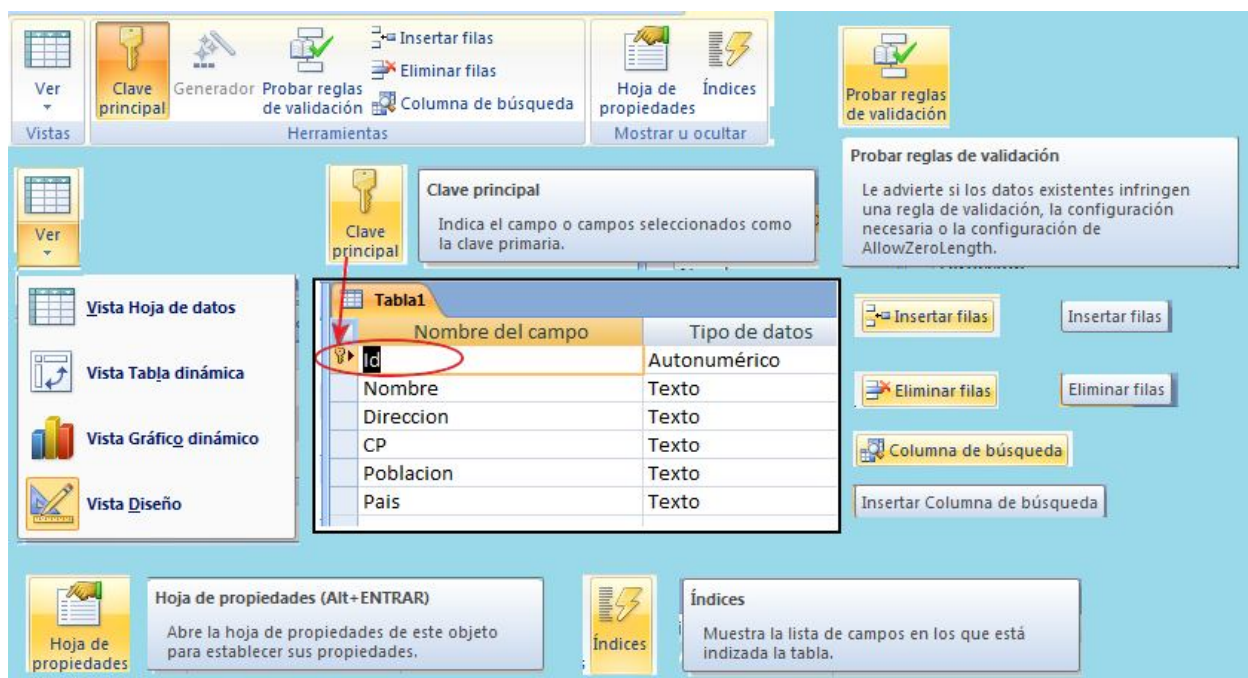 Ver
Vistas
Clave principal
Generador
Probar reglas de validación
Insertar filas
Eliminar filas
Columna de búsqueda
Herramientas
Hoja de propiedades
Índices
Mostrar u ocultar
Probar reglas
de validación
Probar reglas de validación
Le advierte si los datos existentes infringen
una regla de validación, la configuración
necesaria o la configuración de
AllowZeroLength.
Ver
Vista Hoja de datos
Vista Tabla dinámica
Vista Gráfico dinámico
Vista Diseño
Clave
principal
Clave principal
Indica el campo o campos seleccionados como
la clave primaria.
Tabla1
Nombre del campo Tipo de datos
Id Autonumérico
Nombre Texto
Direccion Texto
CP Texto
Poblacion Texto
Pais Texto
Insertar filas Insertar filas
Eliminar filas Eliminar filas
Columna de búsqueda
Insertar Columna de búsqueda
Hoja de
propiedades
Hoja de propiedades (Alt+ENTRAR)
Abre la hoja de propiedades de este objeto
para establecer sus propiedades.
Índices
Índices
Muestra la lista de campos en los que está
indizada la tabla.